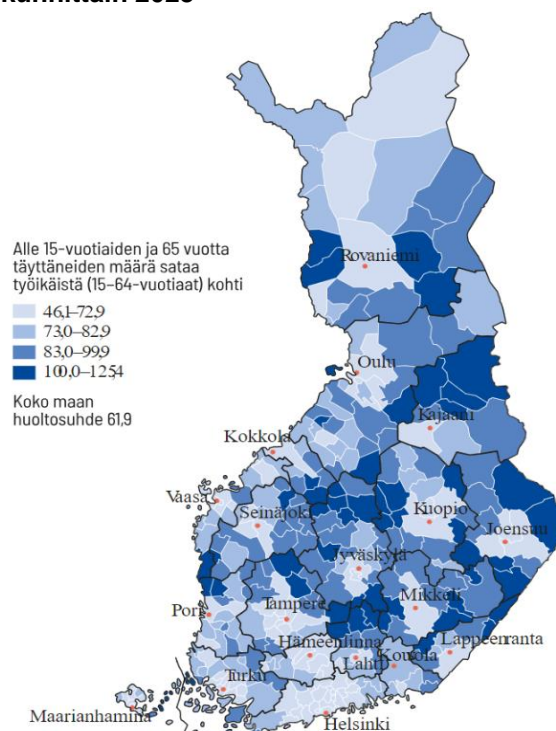 Alle 15-vuotiaiden ja 65 vuotta
täyttäneiden määrä sataa
työikäistä (15–64-vuotiaat) kohti
46,1–72,9
73,0–82,9
83,0–99,9
100,0–125,4
Koko maan
huoltosuhde 61,9
Rovaniemi
Oulu
Kajaani
Kokkola
Vaasa
Seinäjoki
Kuopio
Joensuu
Jyväskylä
Pori
Tampere
Mikkeli
Hämeenlinna
Lahti
Kouvola
Lappeenranta
Turku
Maarianhamina
Helsinki